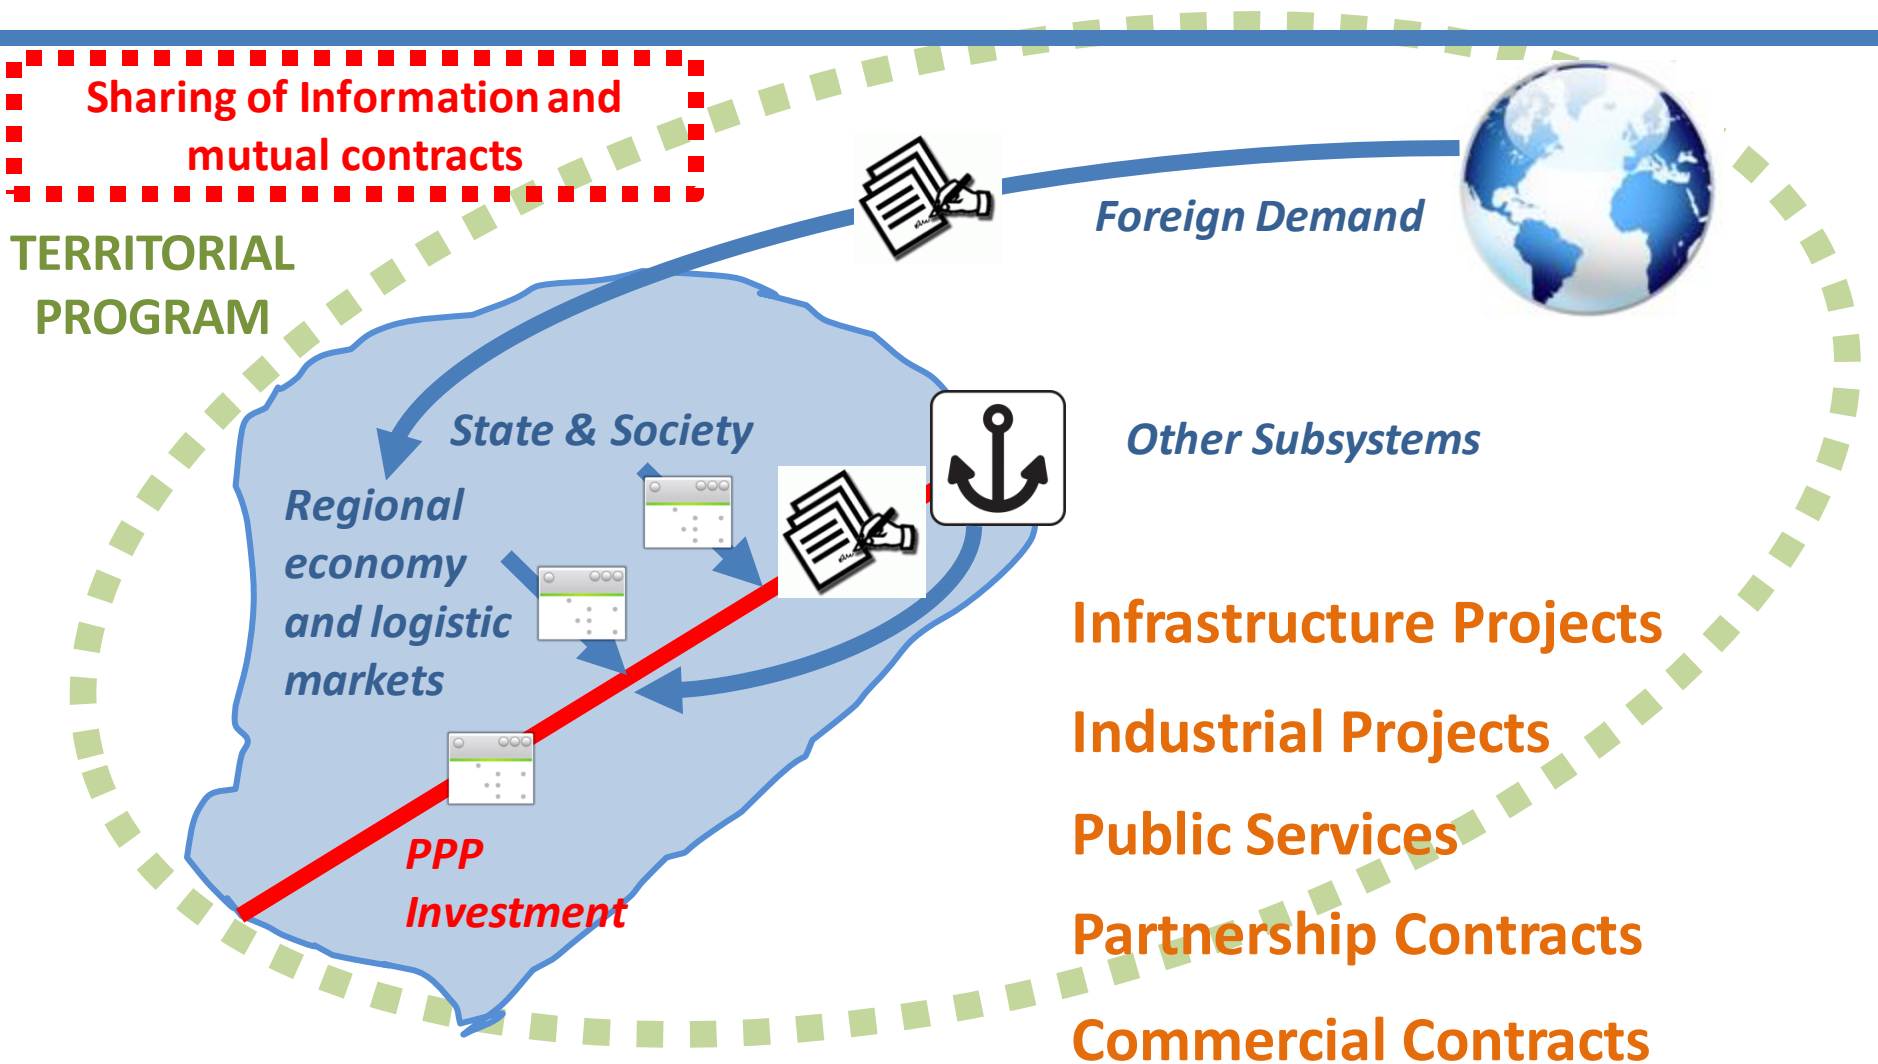 Sharing of Information and
mutual contracts
TERRITORIAL
PROGRAM
Foreign Demand
State & Society
Other Subsystems
Regional
economy
and logistic
markets
PPP
Investment
Infrastructure Projects
Industrial Projects
Public Services
Partnership Contracts
Commercial Contracts